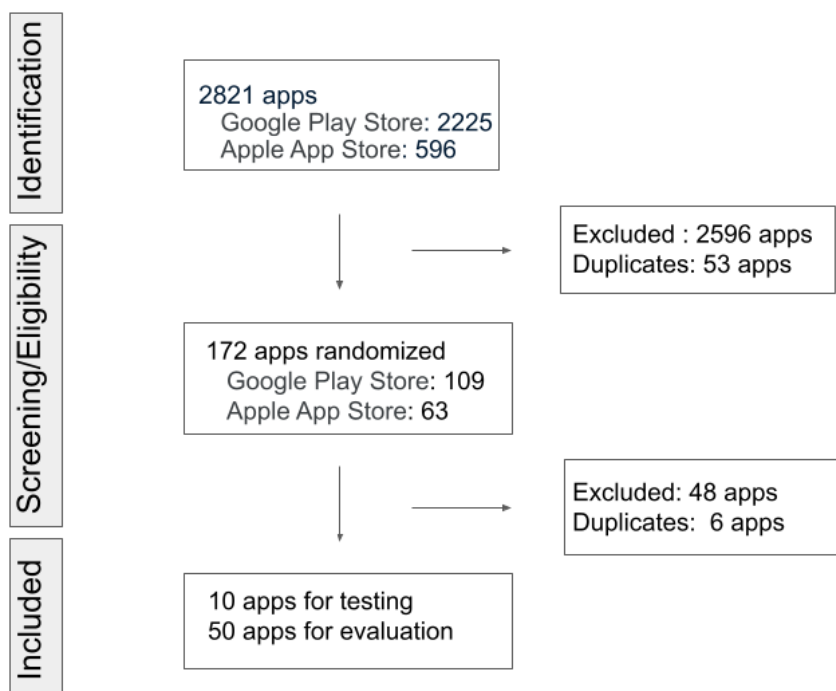 Identification
2821 apps
Google Play Store: 2225
Apple App Store: 596
Excluded : 2596 apps
Duplicates: 53 apps
Screening/Eligibility
172 apps randomized
Google Play Store: 109
Apple App Store: 63
Excluded: 48 apps
Duplicates:  6 apps
Included
10 apps for testing
50 apps for evaluation